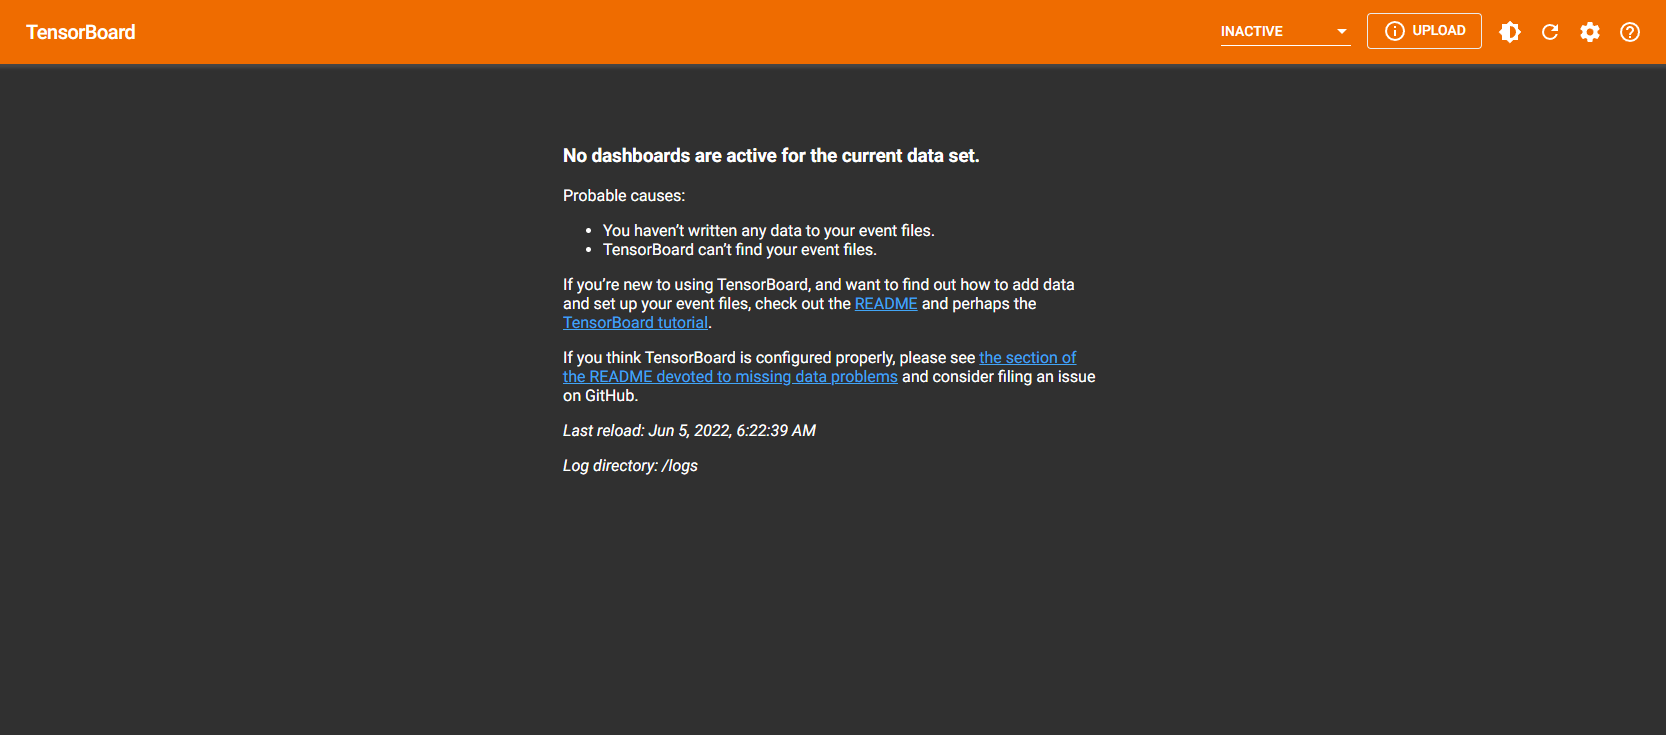 TensorBoard
INACTIVE
UPLOAD
No dashboards are active for the current data set.
Probable causes:
• You haven’t written any data to your event files.
• TensorBoard can’t find your event files.
If you’re new to using TensorBoard, and want to find out how to add data
and set up your event files, check out the README and perhaps the
TensorBoard tutorial.
If you think TensorBoard is configured properly, please see the section of
the README devoted to missing data problems and consider filing an issue
on GitHub.
Last reload: Jun 5, 2022, 6:22:39 AM
Log directory: /logs